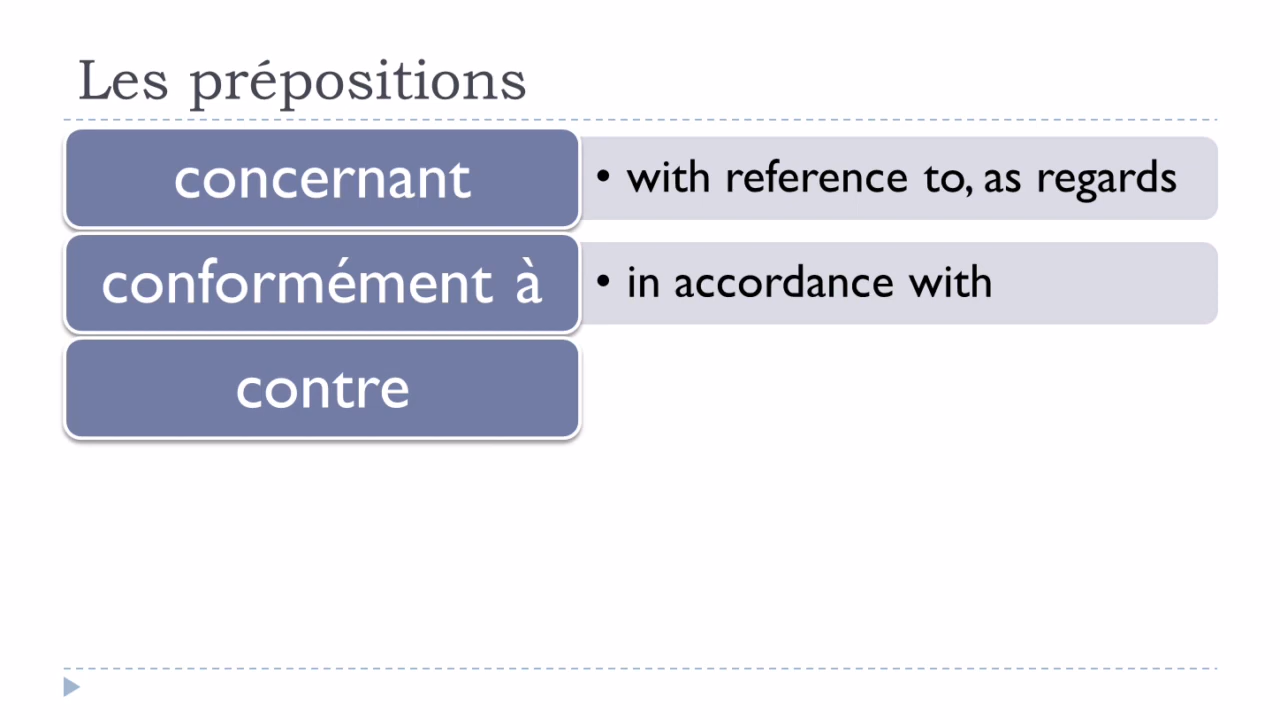 Les prépositions
concernant
• with reference to, as regards
conformément à
• in accordance with
contre